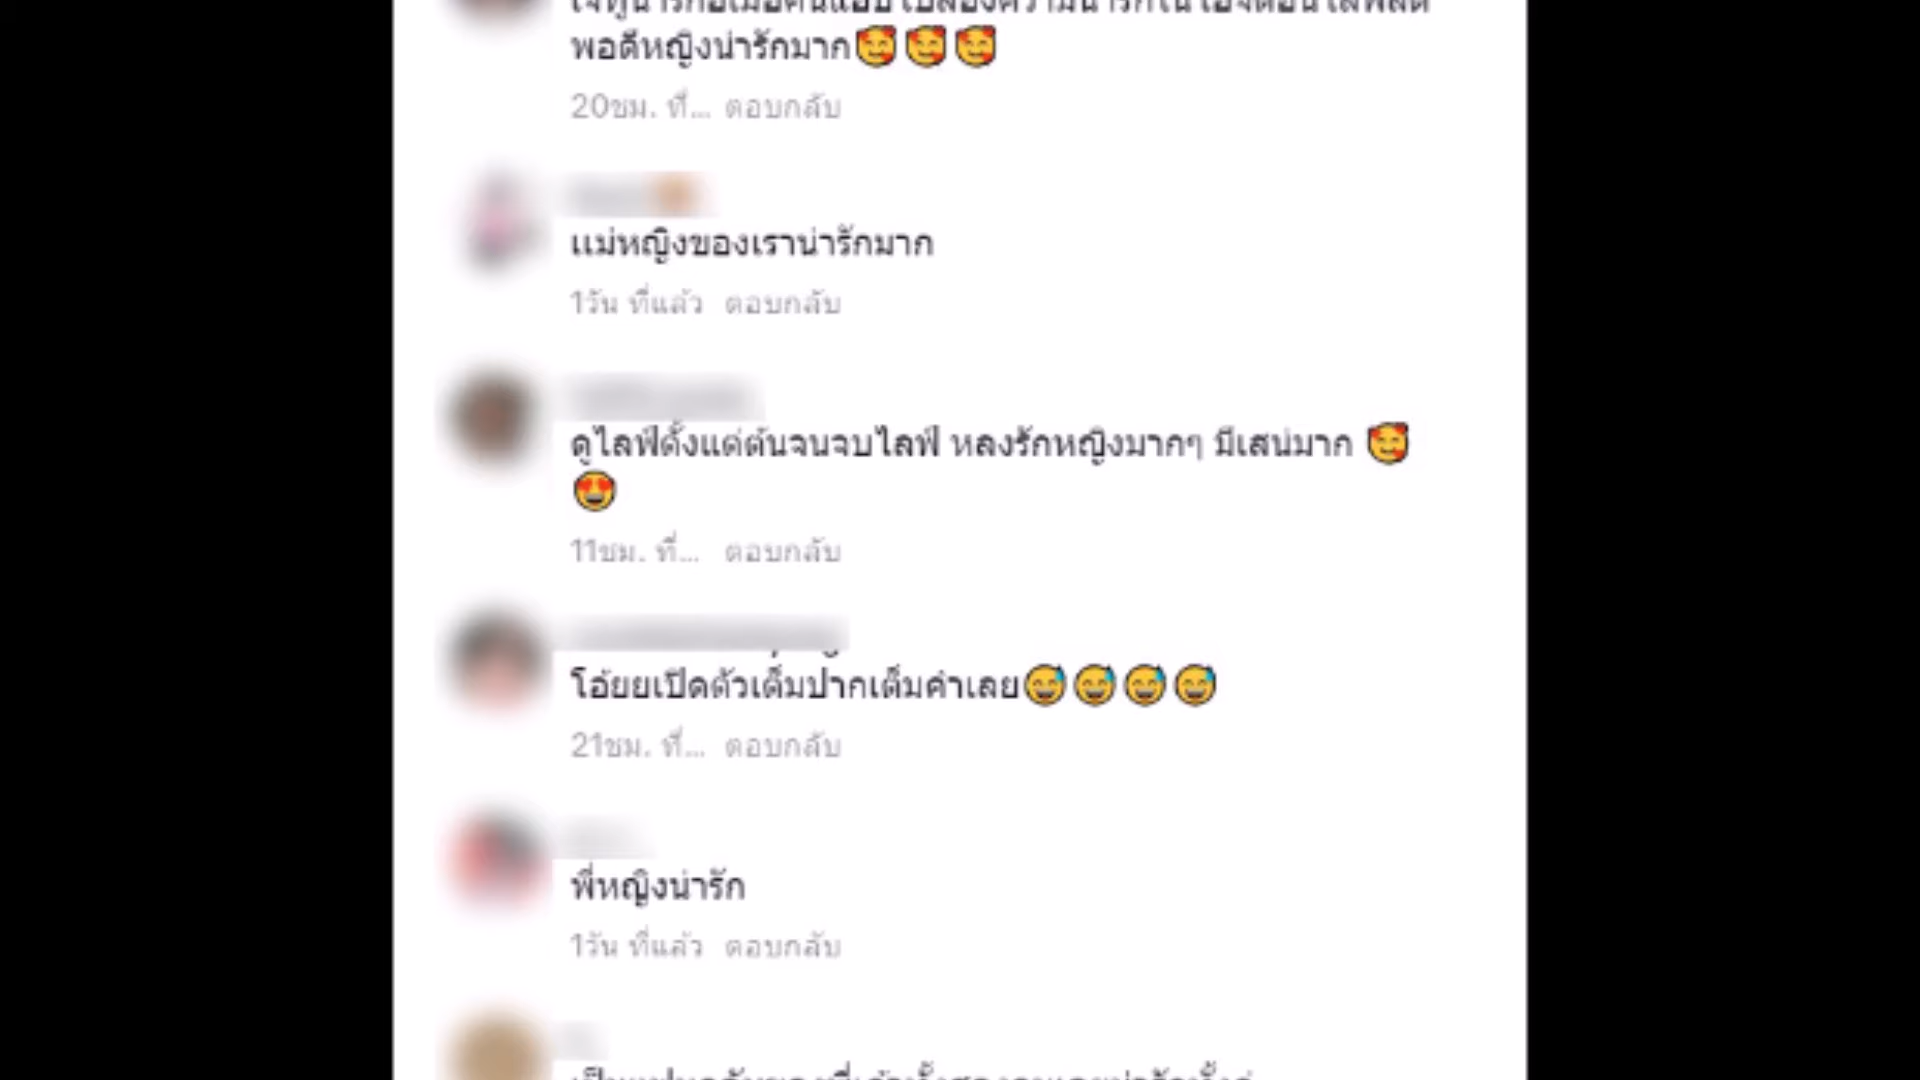 พอดีหญิงน่ารักมาก🥰🥰🥰
20ชม. ที่... ตอบกลับ
แม่หญิงของเราน่ารักมาก
1วัน ที่แล้ว ตอบกลับ
ดูไลฟ์ตั้งแต่ต้นจนจบไลฟ์ หลงรักหญิงมากๆ มีเสน่มาก 🥰
😍
11ชม. ที่... ตอบกลับ
โอ้ยยเปิดตัวเต็่มปากเต็มคำเลย😅😅😅😅
21ชม. ที่... ตอบกลับ
พี่หญิงน่ารัก
1วัน ที่แล้ว ตอบกลับ